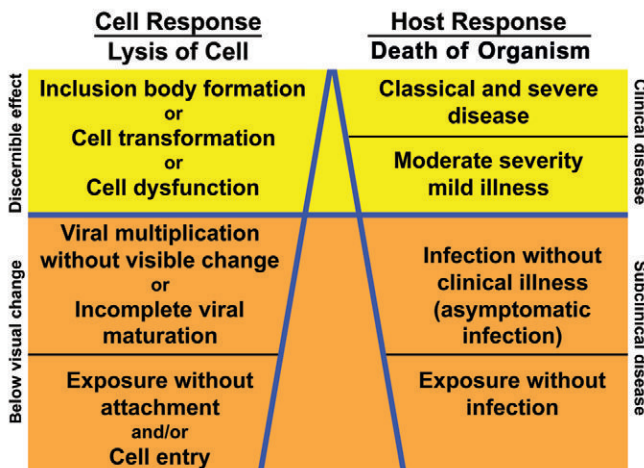 Cell Response
Lysis of Cell
Host Response
Death of Organism
Discernible effect
Inclusion body formation
or
Cell transformation
or
Cell dysfunction
Classical and severe
disease
Moderate severity
mild illness
Clinical disease
Below visual change
Viral multiplication
without visible change
or
Incomplete viral
maturation
Exposure without
attachment
and/or
Cell entry
Infection without
clinical illness
(asymptomatic
infection)
Exposure without
infection
Subclinical disease